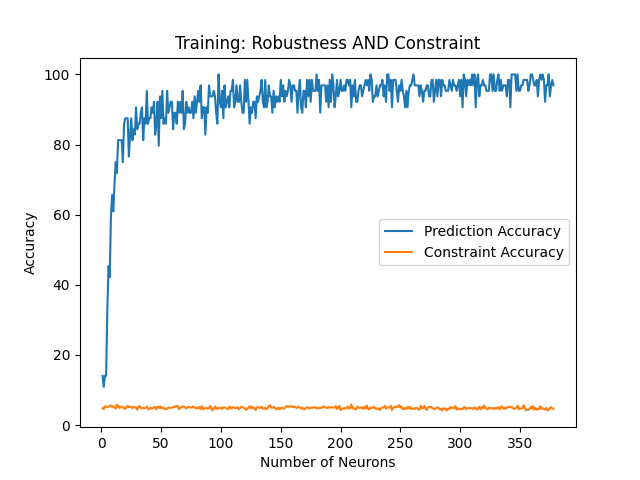 Training: Robustness AND Constraint
100
80
60
40
20
0
Accuracy
Prediction Accuracy
Constraint Accuracy
0 50 100 150 200 250 300 350
Number of Neurons